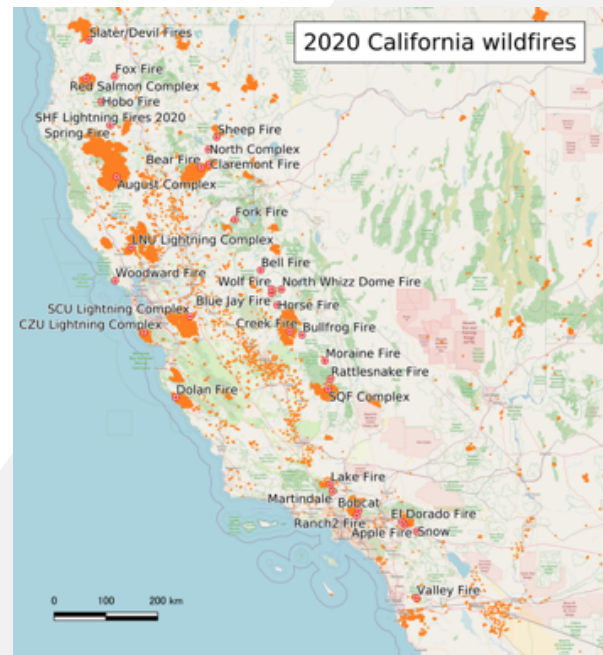 2020 California wildfires
Slater/Devil Fires
Fox Fire
Red Salmon Complex
Hobo Fire
SHF Lightning Fires 2020
Spring Fire
Sheep Fire
North Complex
Bear Fire
Claremont Fire
August Complex
Fork Fire
LNU Lightning Complex
Bell Fire
Woodward Fire
Wolf Fire
North Whizz Dome Fire
Blue Jay Fire
Horse Fire
SCU Lightning Complex
CZU Lightning Complex
Creek Fire
Bullfrog Fire
Moraine Fire
Rattlesnake Fire
Dolan Fire
SQF Complex
Lake Fire
Martindale
Bobcat
El Dorado Fire
Ranch2 Fire
Apple Fire
Snow
Valley Fire
0
100
200 km